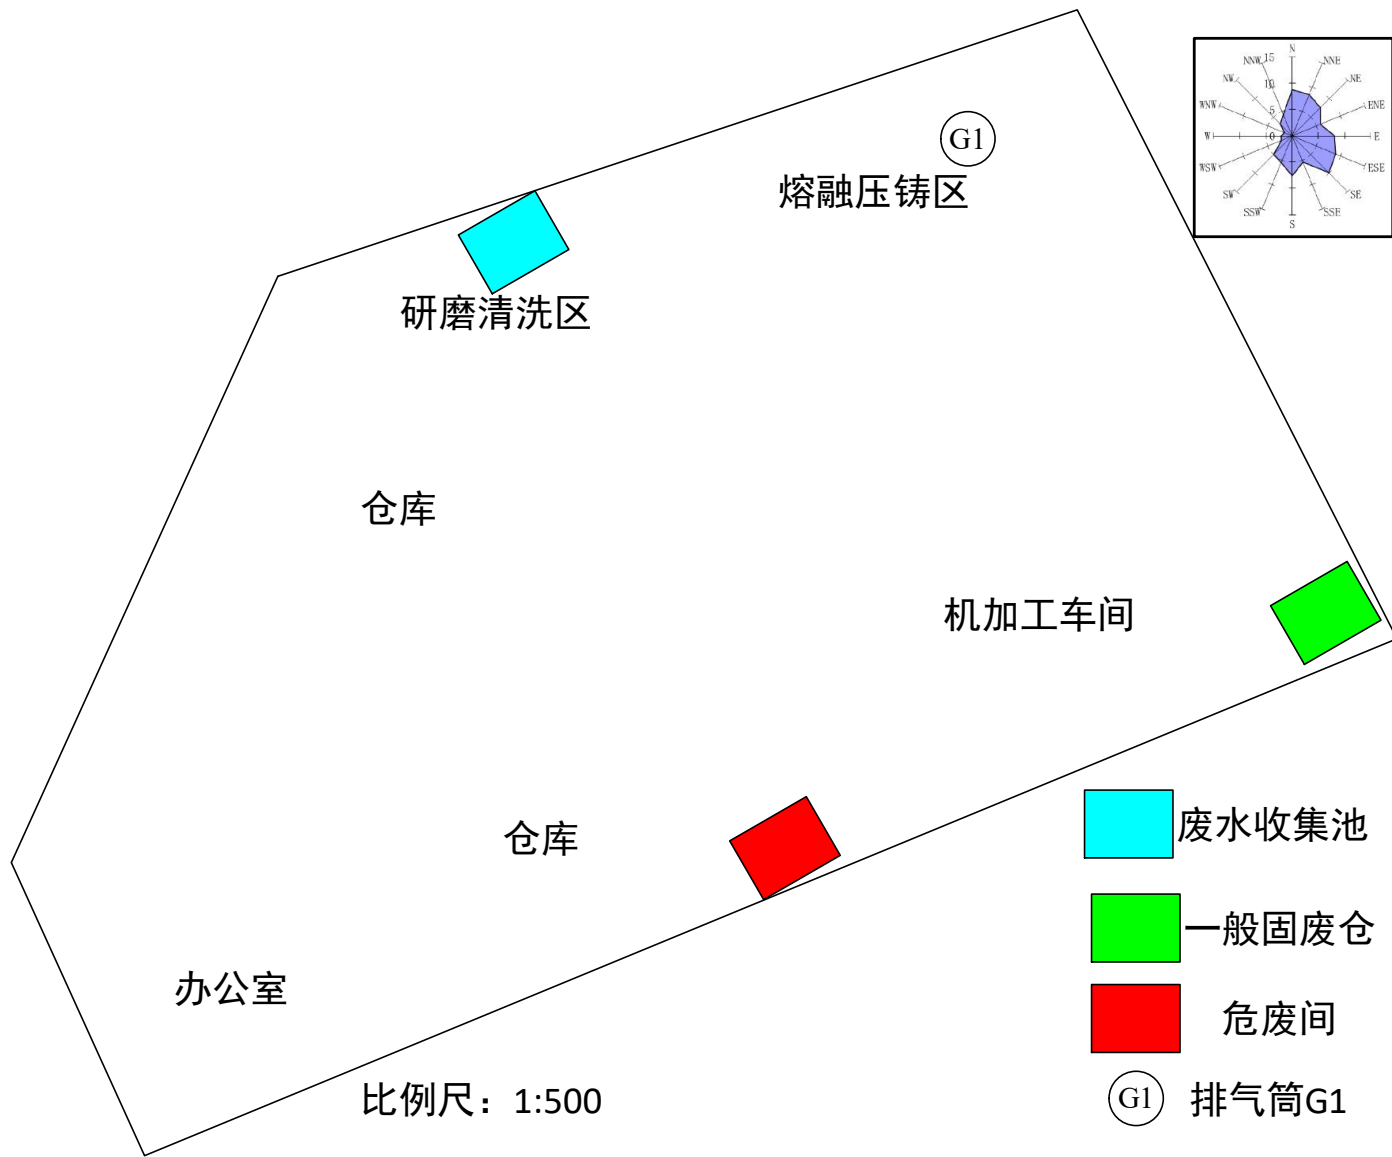 N
NNE
NE
ENE
E
ESE
SE
SSE
S
SSW
SW
WSW
W
WNW
NW
NNW
15
10
5
0
G1
熔融压铸区
研磨清洗区
仓库
机加工车间
仓库
办公室
比例尺：1:500
废水收集池
一般固废仓
危废间
G1 排气筒G1